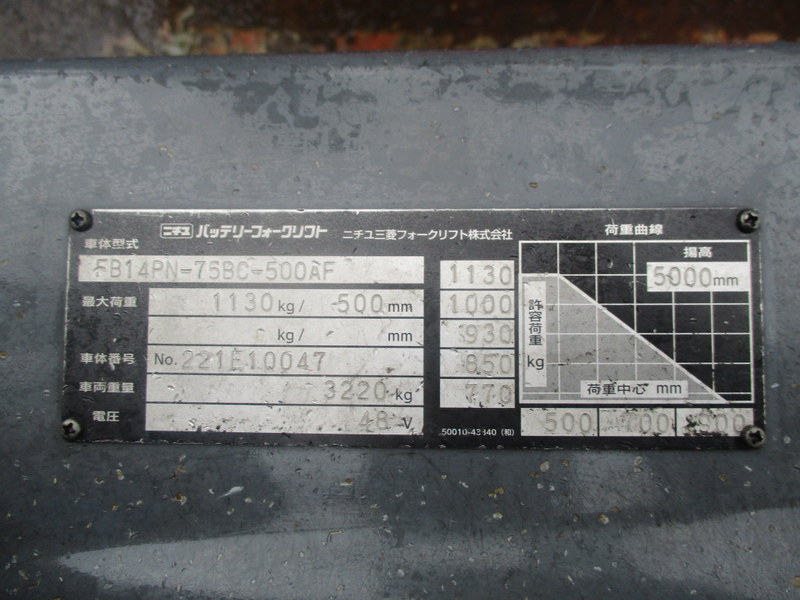 ニチユ バッテリーフォークリフト ニチユ三菱フォークリフト株式会社
車体型式 FB14PN-75BC-500AF
最大荷重 1130 kg/ 500 mm
kg/ mm
車体番号 No. 221E10047
車両重量 3220 kg
電圧 48 V
1130
1000
930
850
770
荷重曲線
揚高
5000mm
許容荷重 kg
荷重中心 mm
500 700 900
50010-43440 (和)